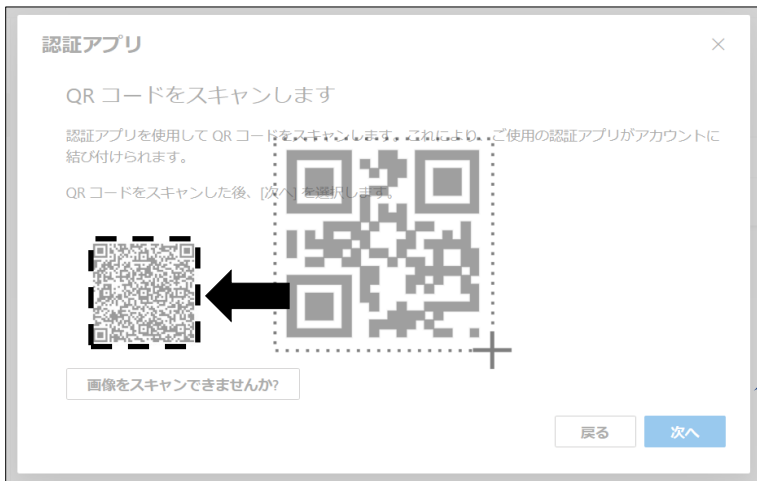 認証アプリ
QR コードをスキャンします
認証アプリを使用して QR コードをスキャンします。これにより、ご使用の認証アプリがアカウントに
結び付けられます。
QR コードをスキャンした後、[次へ] を選択します。
画像をスキャンできませんか?
戻る
次へ